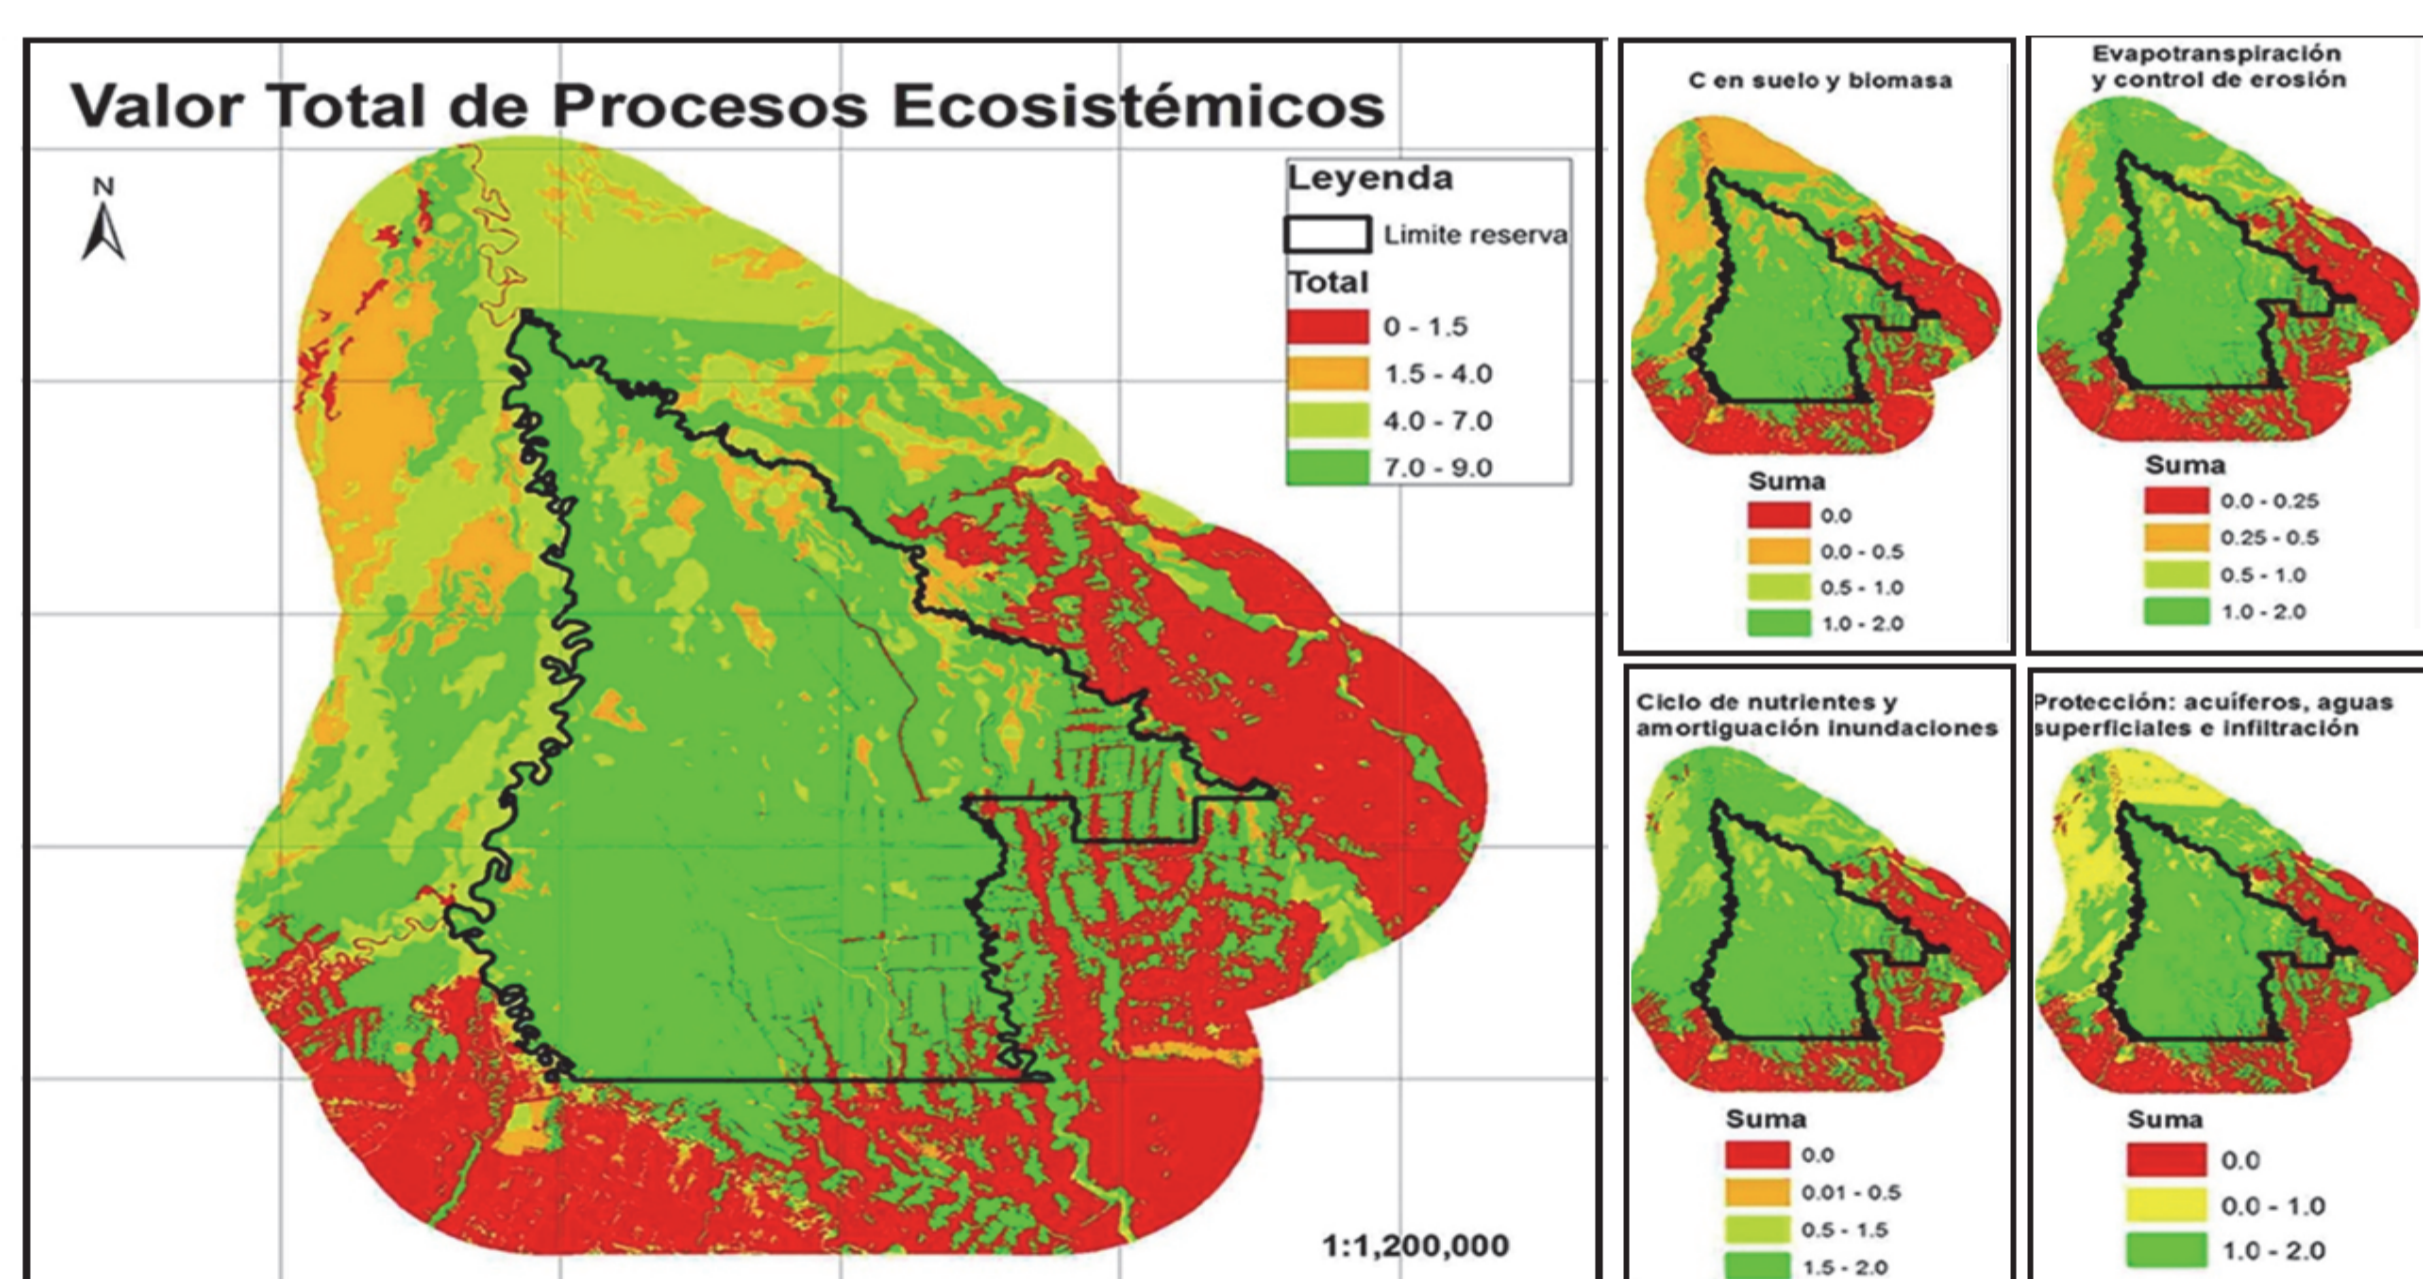 Valor Total de Procesos Ecosistémicos
N
Leyenda
Limite reserva
Total
0 - 1.5
1.5 - 4.0
4.0 - 7.0
7.0 - 9.0
1:1,200,000
C en suelo y biomasa
Suma
0.0
0.0 - 0.5
0.5 - 1.0
1.0 - 2.0
Evapotranspiración
y control de erosión
Suma
0.0 - 0.25
0.25 - 0.5
0.5 - 1.0
1.0 - 2.0
Ciclo de nutrientes y
amortiguación inundaciones
Suma
0.0
0.01 - 0.5
0.5 - 1.5
1.5 - 2.0
Protección: acuíferos, aguas
superficiales e infiltración
Suma
0.0
0.0 - 1.0
1.0 - 2.0